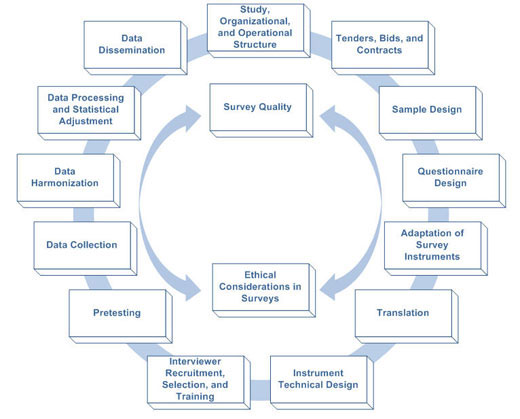 Study,
Organizational,
and Operational
Structure
Tenders, Bids, and
Contracts
Sample Design
Questionnaire
Design
Adaptation of
Survey
Instruments
Translation
Instrument
Technical Design
Interviewer
Recruitment,
Selection, and
Training
Pretesting
Data Collection
Data
Harmonization
Data Processing
and Statistical
Adjustment
Data
Dissemination
Survey Quality
Ethical
Considerations in
Surveys